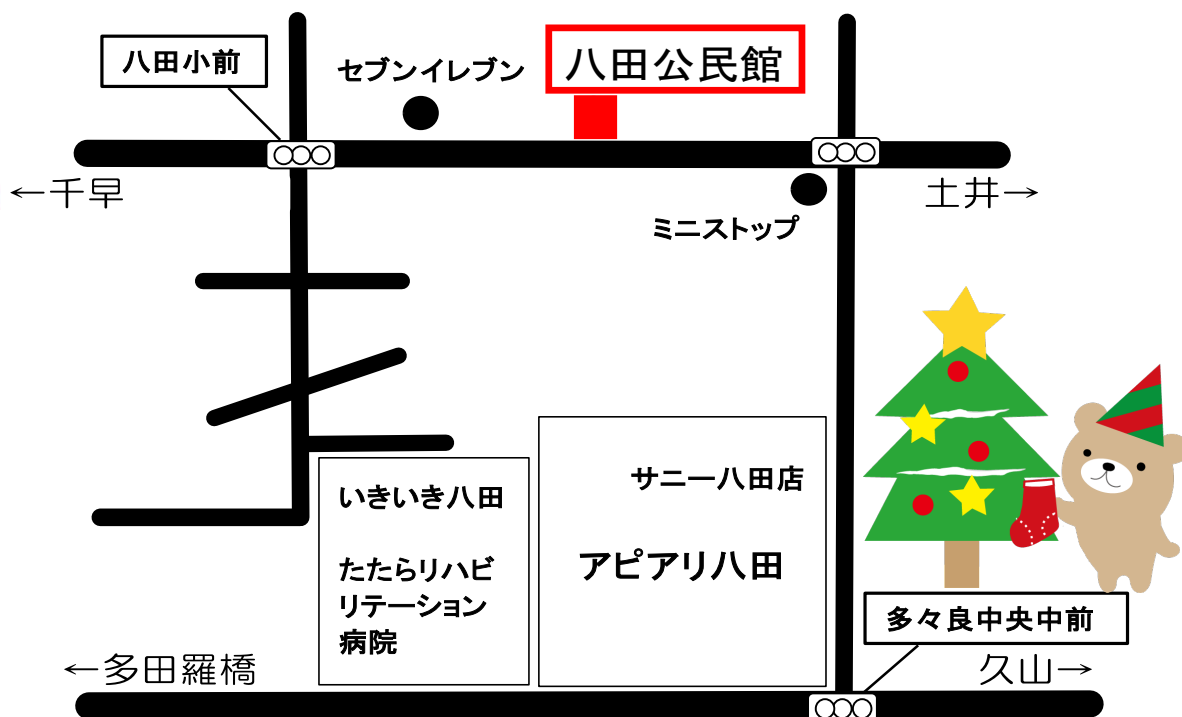 八田小前
セブンイレブン
八田公民館
←千早
土井→
ミニストップ
サニー八田店
いきいき八田
アピアリ八田
たたらリハビ
リテーション
病院
多々良中央中前
←多田羅橋
久山→